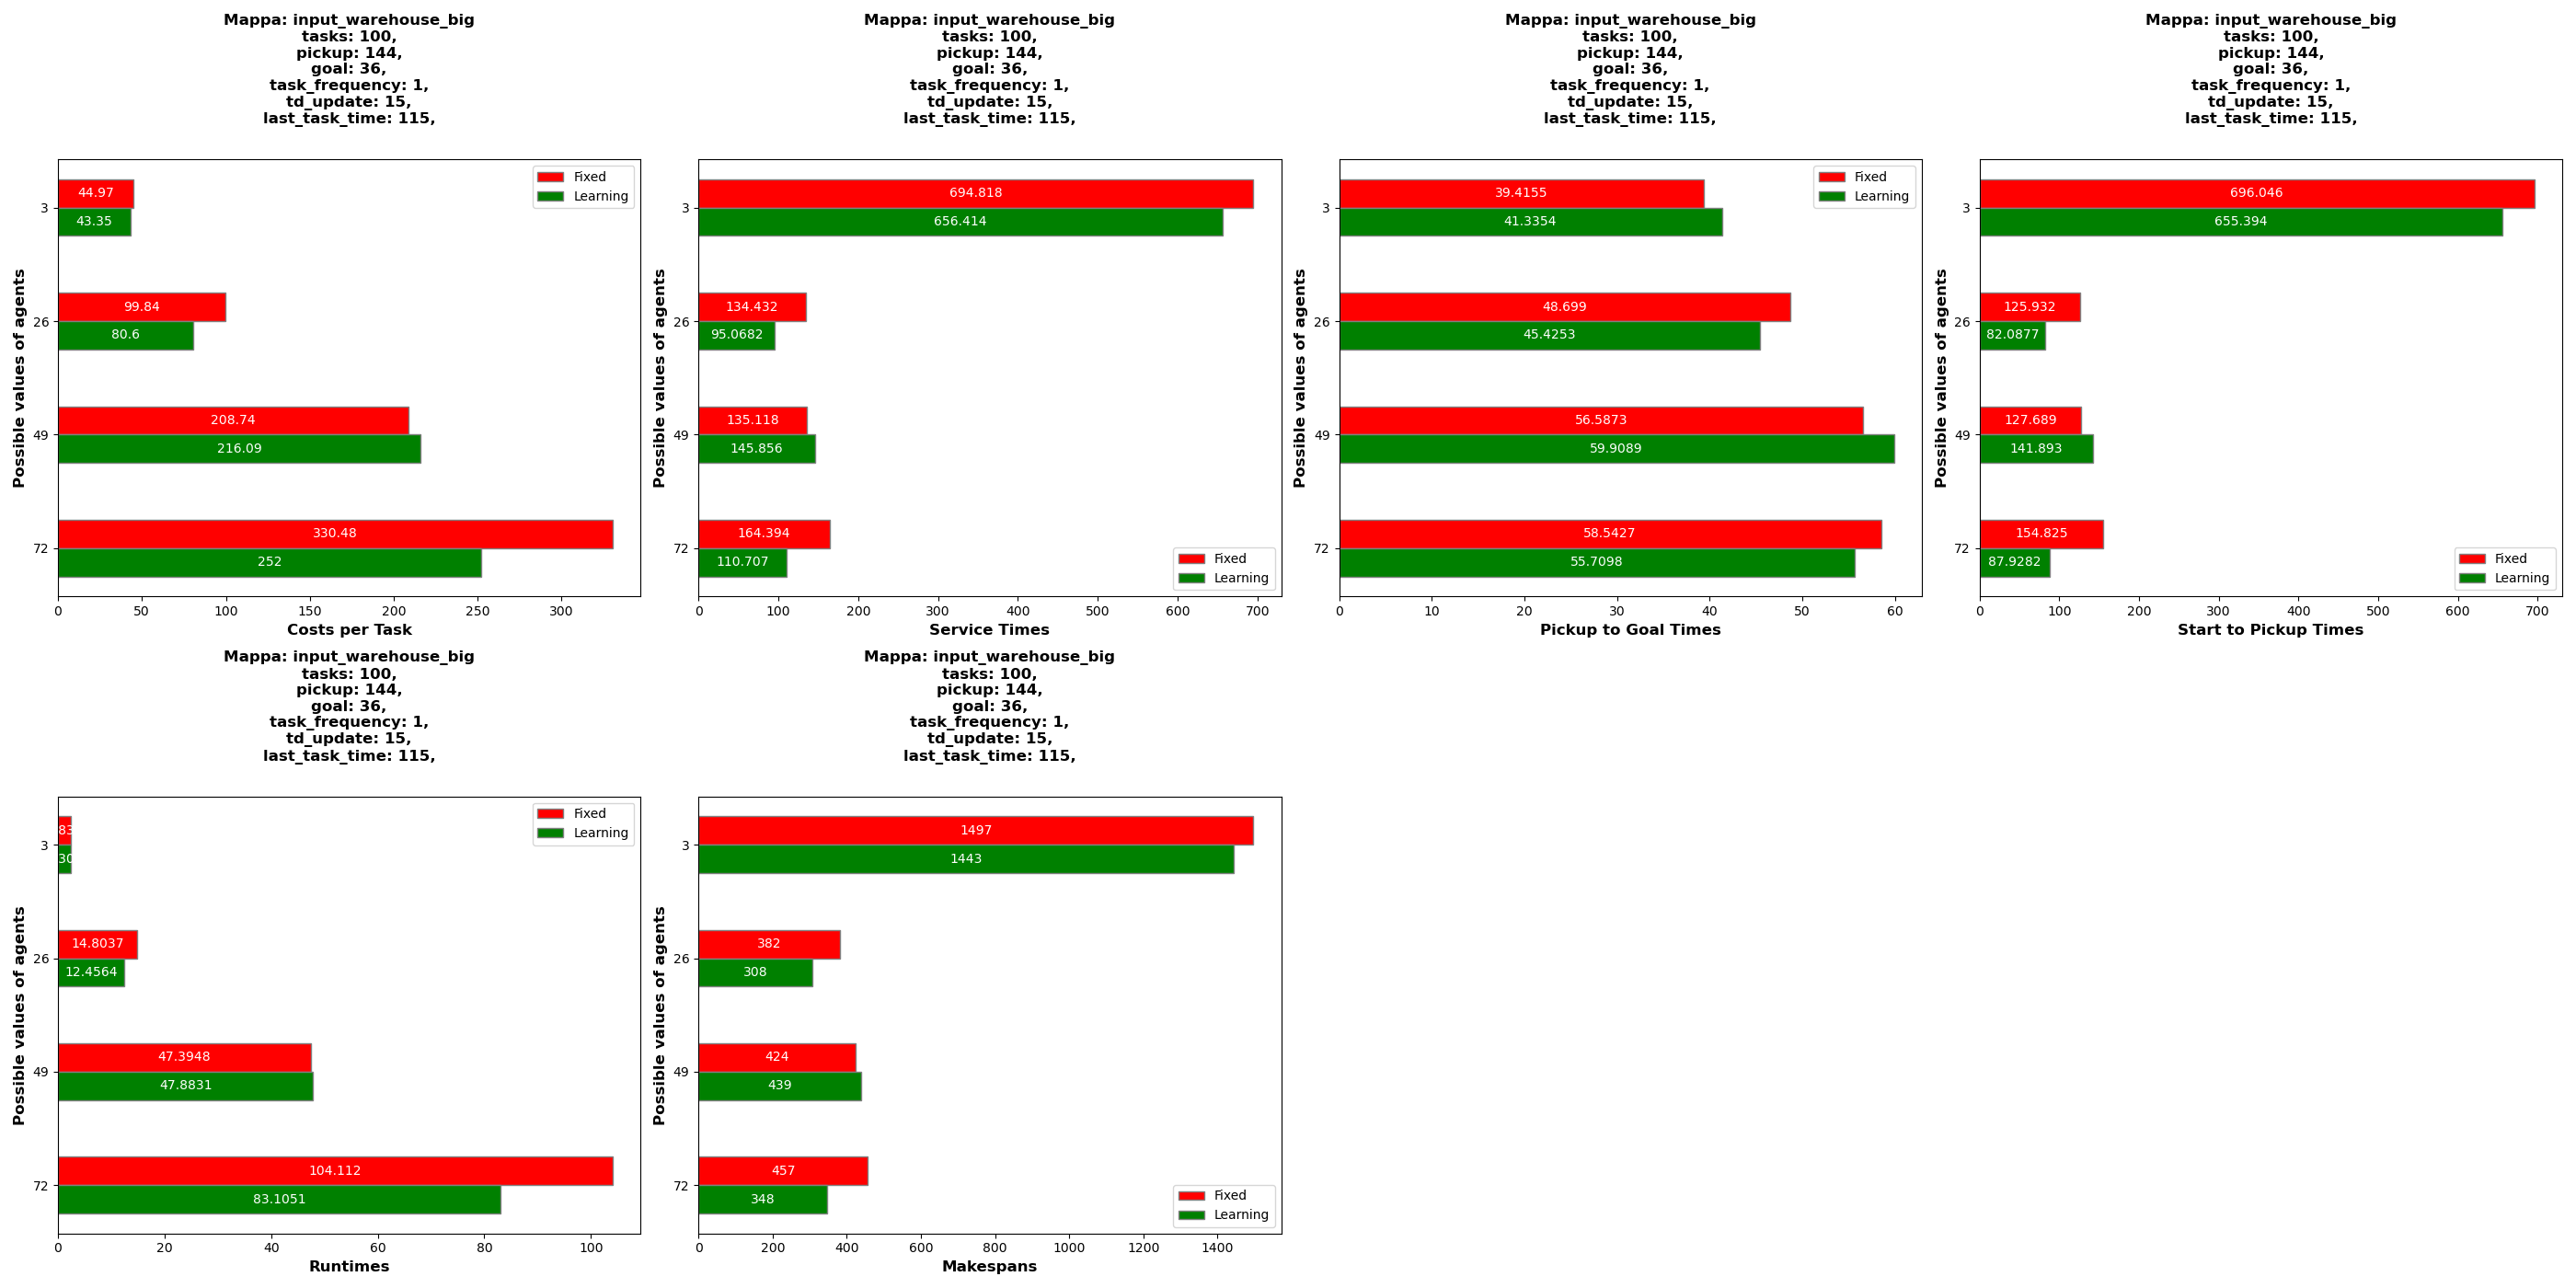 Mappa: input_warehouse_big
tasks: 100,
pickup: 144,
goal: 36,
task_frequency: 1,
td_update: 15,
last_task_time: 115,
Fixed
Learning
Possible values of agents
3
44.97
43.35
26
99.84
80.6
49
208.74
216.09
72
330.48
252
0 50 100 150 200 250 300
Costs per Task
Mappa: input_warehouse_big
tasks: 100,
pickup: 144,
goal: 36,
task_frequency: 1,
td_update: 15,
last_task_time: 115,
Possible values of agents
3
694.818
656.414
26
134.432
95.0682
49
135.118
145.856
72
164.394
110.707
Fixed
Learning
0 100 200 300 400 500 600 700
Service Times
Mappa: input_warehouse_big
tasks: 100,
pickup: 144,
goal: 36,
task_frequency: 1,
td_update: 15,
last_task_time: 115,
Fixed
Learning
Possible values of agents
3
39.4155
41.3354
26
48.699
45.4253
49
56.5873
59.9089
72
58.5427
55.7098
0 10 20 30 40 50 60
Pickup to Goal Times
Mappa: input_warehouse_big
tasks: 100,
pickup: 144,
goal: 36,
task_frequency: 1,
td_update: 15,
last_task_time: 115,
Possible values of agents
3
696.046
655.394
26
125.932
82.0877
49
127.689
141.893
72
154.825
87.9282
Fixed
Learning
0 100 200 300 400 500 600 700
Start to Pickup Times
Mappa: input_warehouse_big
tasks: 100,
pickup: 144,
goal: 36,
task_frequency: 1,
td_update: 15,
last_task_time: 115,
Fixed
Learning
Possible values of agents
3
26
14.8037
12.4564
49
47.3948
47.8831
72
104.112
83.1051
0 20 40 60 80 100
Runtimes
Mappa: input_warehouse_big
tasks: 100,
pickup: 144,
goal: 36,
task_frequency: 1,
td_update: 15,
last_task_time: 115,
Possible values of agents
3
1497
1443
26
382
308
49
424
439
72
457
348
Fixed
Learning
0 200 400 600 800 1000 1200 1400
Makespans